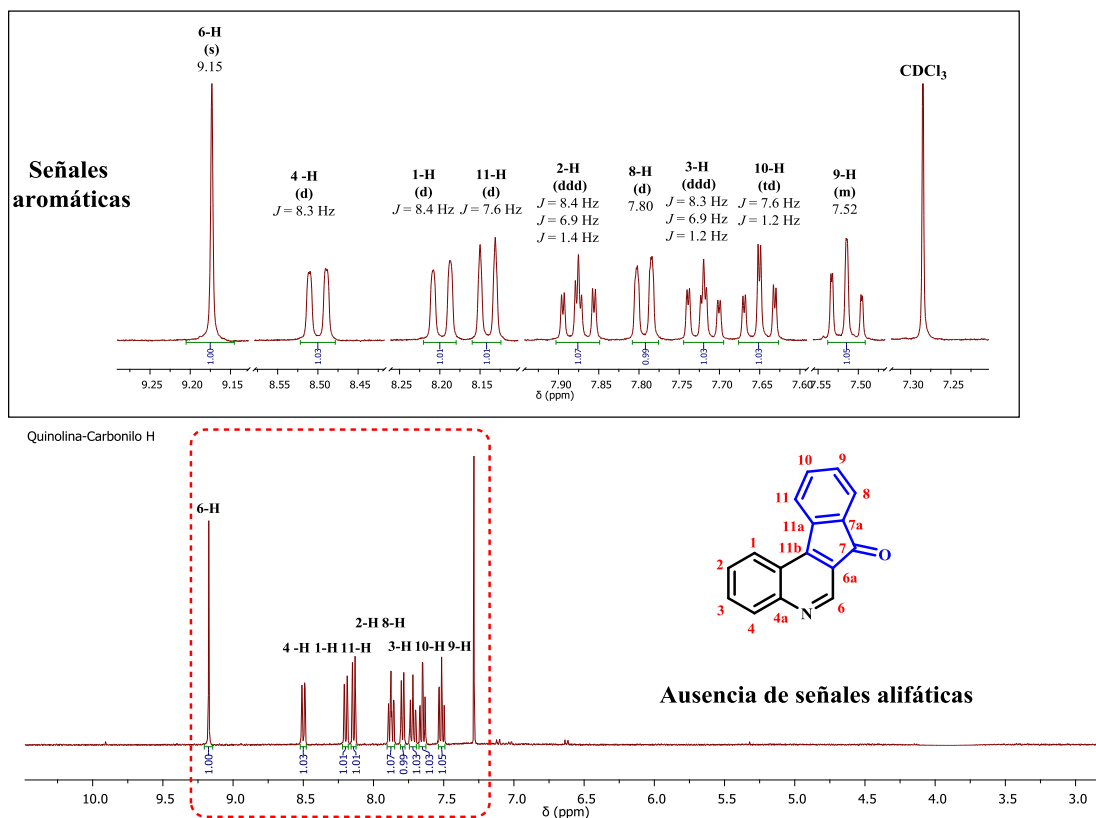 6-H
(s)
9.15
4 -H
(d)
J = 8.3 Hz
1-H
(d)
J = 8.4 Hz
11-H
(d)
J = 7.6 Hz
2-H
(ddd)
J = 8.4 Hz
J = 6.9 Hz
J = 1.4 Hz
8-H
(d)
7.80
3-H
(ddd)
J = 8.3 Hz
J = 6.9 Hz
J = 1.2 Hz
10-H
(td)
J = 7.6 Hz
J = 1.2 Hz
9-H
(m)
7.52
CDCl3
Señales
aromáticas
1.00 1.03 1.01 1.01 1.07 0.99 1.03 1.03 1.05
9.25 9.20 9.15 8.55 8.50 8.25 8.20 8.15 7.90 7.85 7.80 7.75 7.70 7.65 7.60 7.55 7.50 7.30 7.25
δ (ppm)
Quinolina-Carbonilo H
6-H
2-H 8-H
4 -H 1-H 11-H 3-H 10-H 9-H
10 9
11 8
11a 7a
1 11b 7 O
2 6a
3 4a N 6
4
Ausencia de señales alifáticas
1.00 1.03 1.01 1.01 1.07 0.99 1.03 1.03 1.05
10.0 9.5 9.0 8.5 8.0 7.5 7.0 6.5 6.0 5.5 5.0 4.5 4.0 3.5 3.0
δ (ppm)